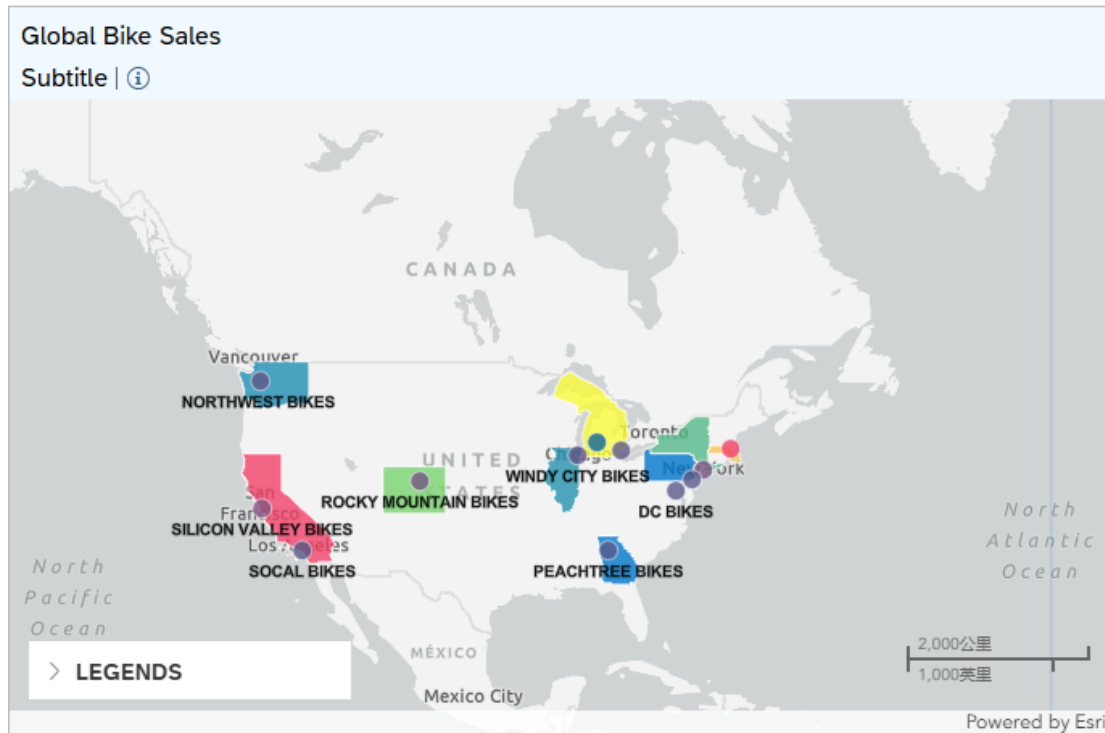 Global Bike Sales
Subtitle |
CANADA
Vancouver
NORTHWEST BIKES
Toronto
UNITED
STATES
WINDY CITY BIKES
ROCKY MOUNTAIN BIKES
DC BIKES
San
Francisco
SILICON VALLEY BIKES
Los Angeles
SOCAL BIKES
PEACHTREE BIKES
North
Pacific
Ocean
North
Atlantic
Ocean
MÉXICO
Mexico City
2,000公里
1,000英里
> LEGENDS
Powered by Esri